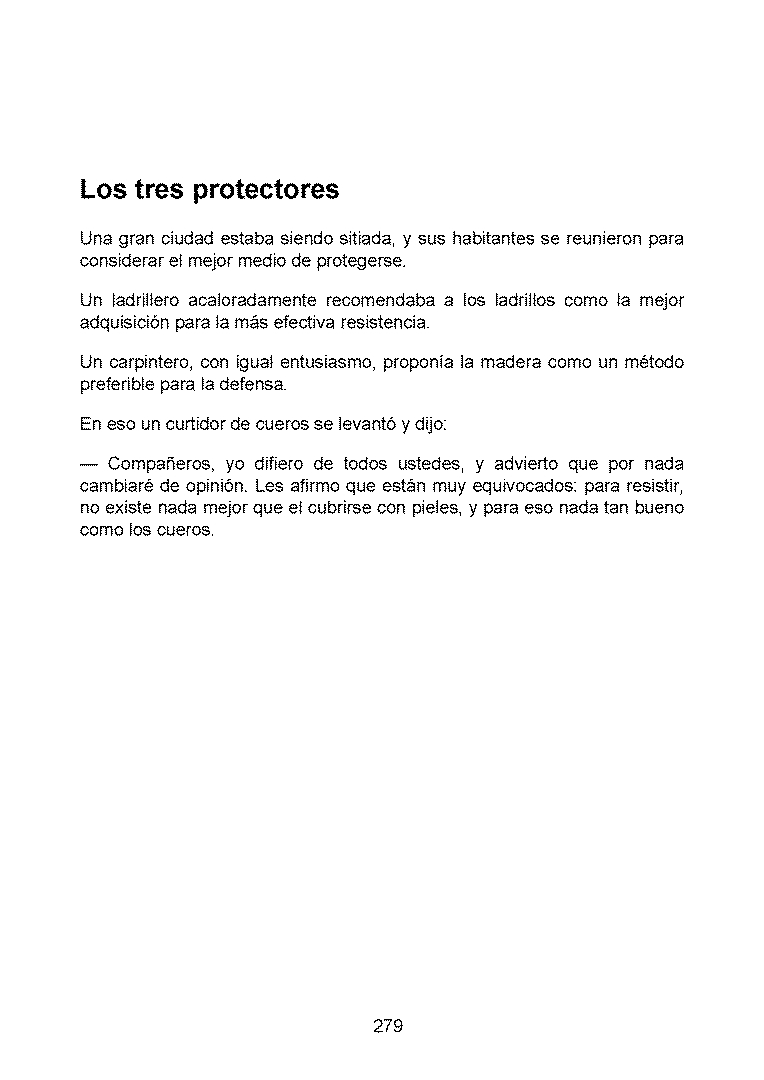 Los tres protectores
Una gran ciudad estaba siendo sitiada, y sus habitantes se reunieron para
considerar el mejor medio de protegerse.
Un ladrillero acaloradamente recomendaba a los ladrillos como la mejor
adquisición para la más efectiva resistencia.
Un carpintero, con igual entusiasmo, proponía la madera como un método
preferible para la defensa.
En eso un curtidor de cueros se levantó y dijo:
— Compañeros, yo difiero de todos ustedes, y advierto que por nada
cambiaré de opinión. Les afirmo que están muy equivocados: para resistir,
no existe nada mejor que el cubrirse con pieles, y para eso nada tan bueno
como los cueros.
279